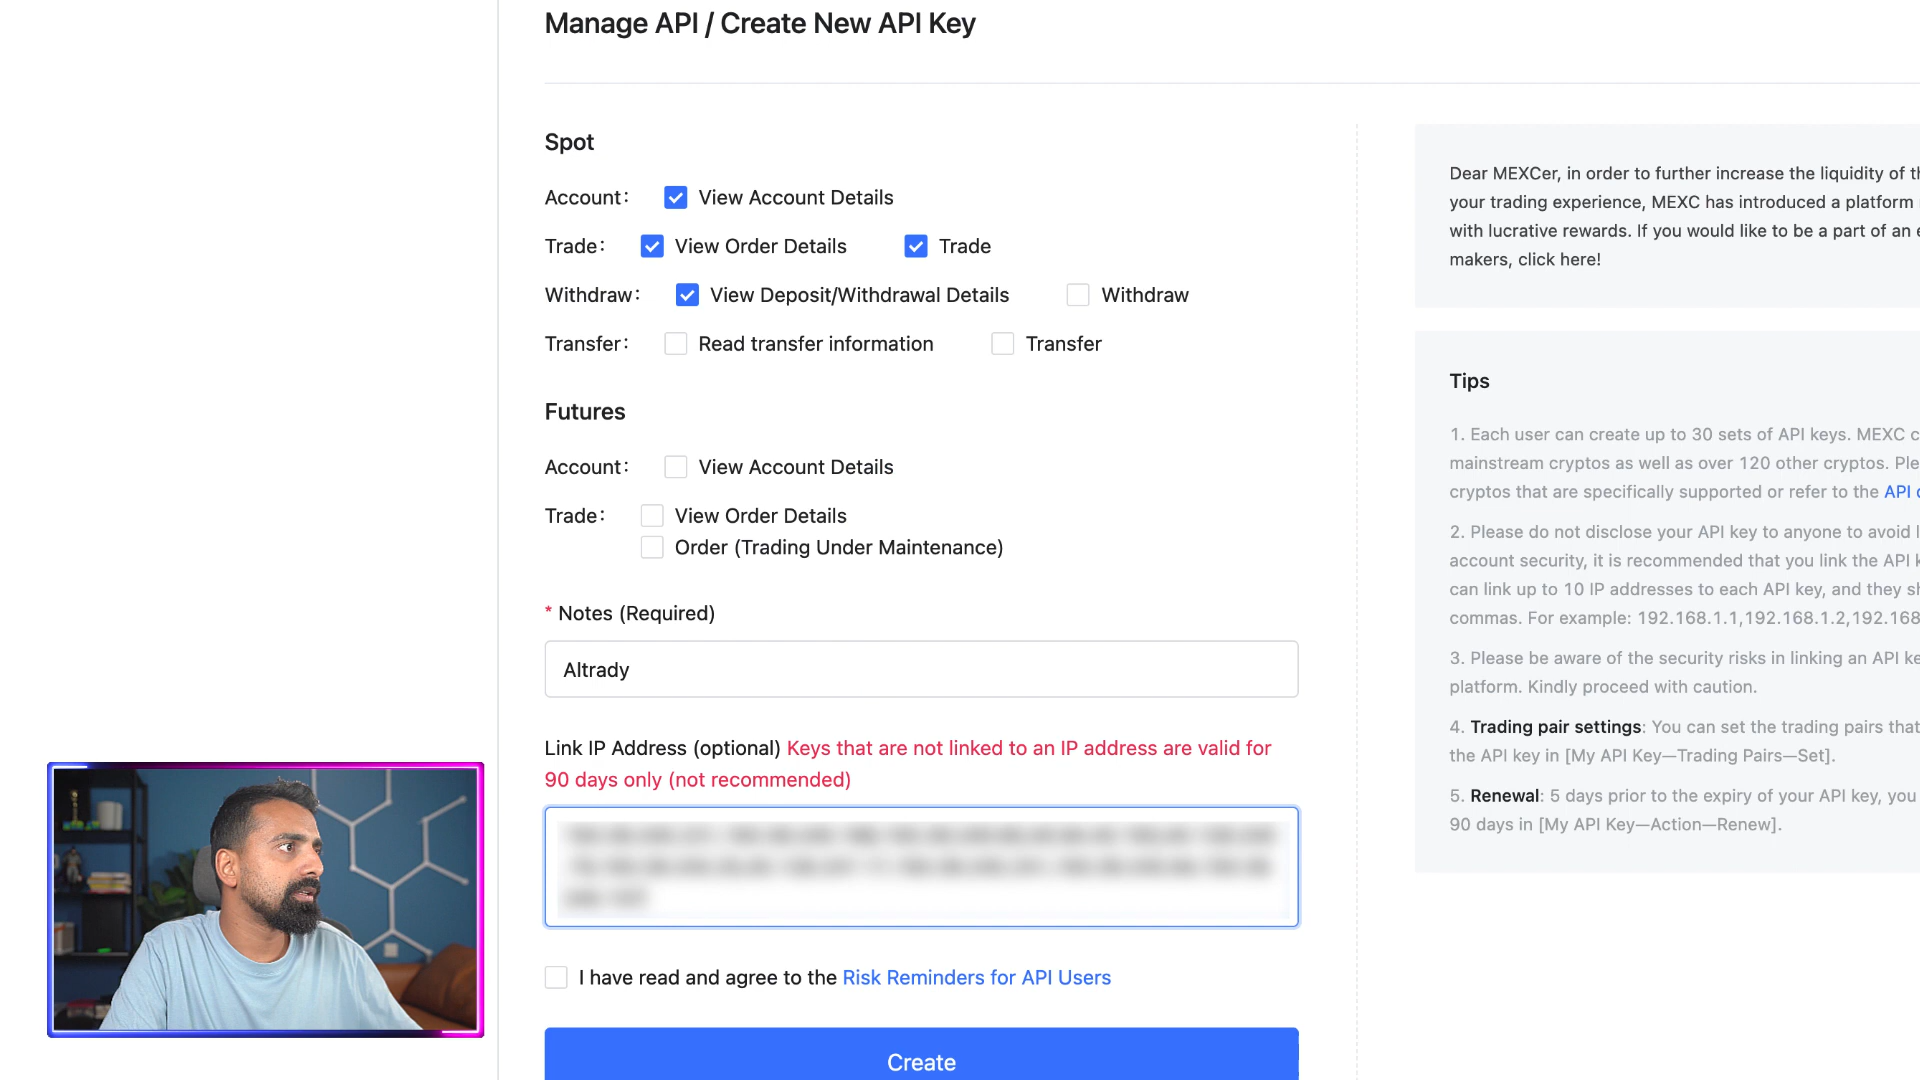 Manage API / Create New API Key
Spot
Account: View Account Details
Trade: View Order Details Trade
Withdraw: View Deposit/Withdrawal Details Withdraw
Transfer: Read transfer information Transfer
Futures
Account: View Account Details
Trade: View Order Details
Order (Trading Under Maintenance)
* Notes (Required)
Altrady
Link IP Address (optional) Keys that are not linked to an IP address are valid for
90 days only (not recommended)
I have read and agree to the Risk Reminders for API Users
Create
Dear MEXCer, in order to further increase the liquidity of
your trading experience, MEXC has introduced a platform
with lucrative rewards. If you would like to be a part of an
makers, click here!
Tips
1. Each user can create up to 30 sets of API keys. MEXC
mainstream cryptos as well as over 120 other cryptos.
cryptos that are specifically supported or refer to the API
2. Please do not disclose your API key to anyone to avoid
account security, it is recommended that you link the API
can link up to 10 IP addresses to each API key, and they
commas. For example: 192.168.1.1,192.168.1.2,192.168
3. Please be aware of the security risks in linking an API
platform. Kindly proceed with caution.
4. Trading pair settings: You can set the trading pairs that
the API key in [My API Key—Trading Pairs—Set].
5. Renewal: 5 days prior to the expiry of your API key, you
90 days in [My API Key—Action—Renew].